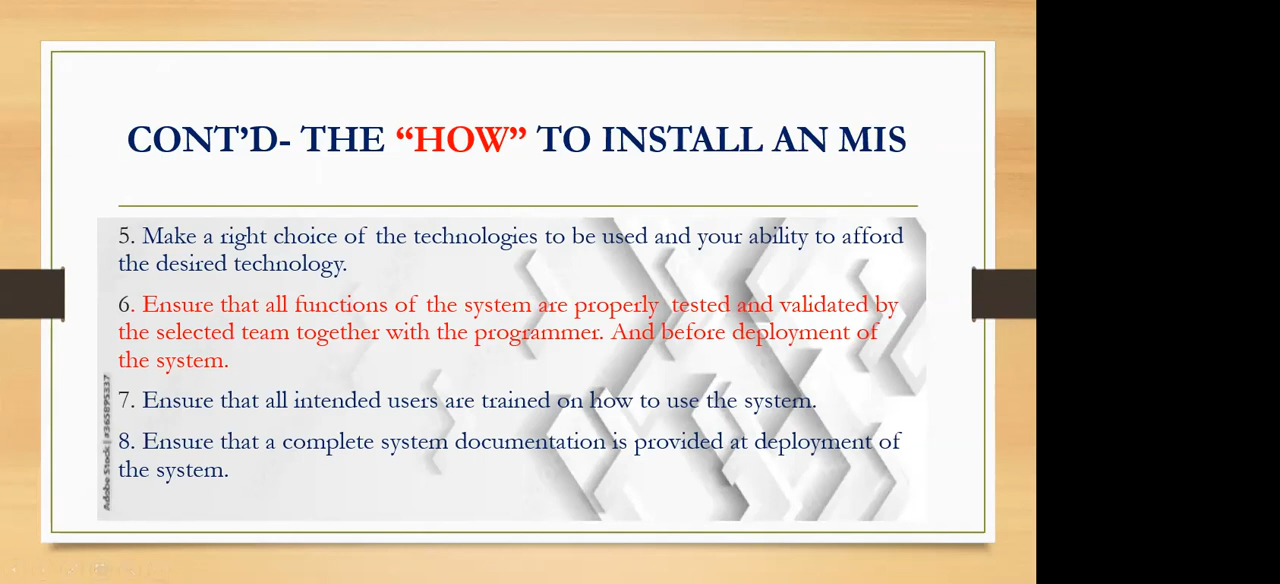 CONT’D- THE “HOW” TO INSTALL AN MIS
5. Make a right choice of the technologies to be used and your ability to afford
the desired technology.
6. Ensure that all functions of the system are properly tested and validated by
the selected team together with the programmer. And before deployment of
the system.
7. Ensure that all intended users are trained on how to use the system.
8. Ensure that a complete system documentation is provided at deployment of
the system.
Adobe Stock | #365895337